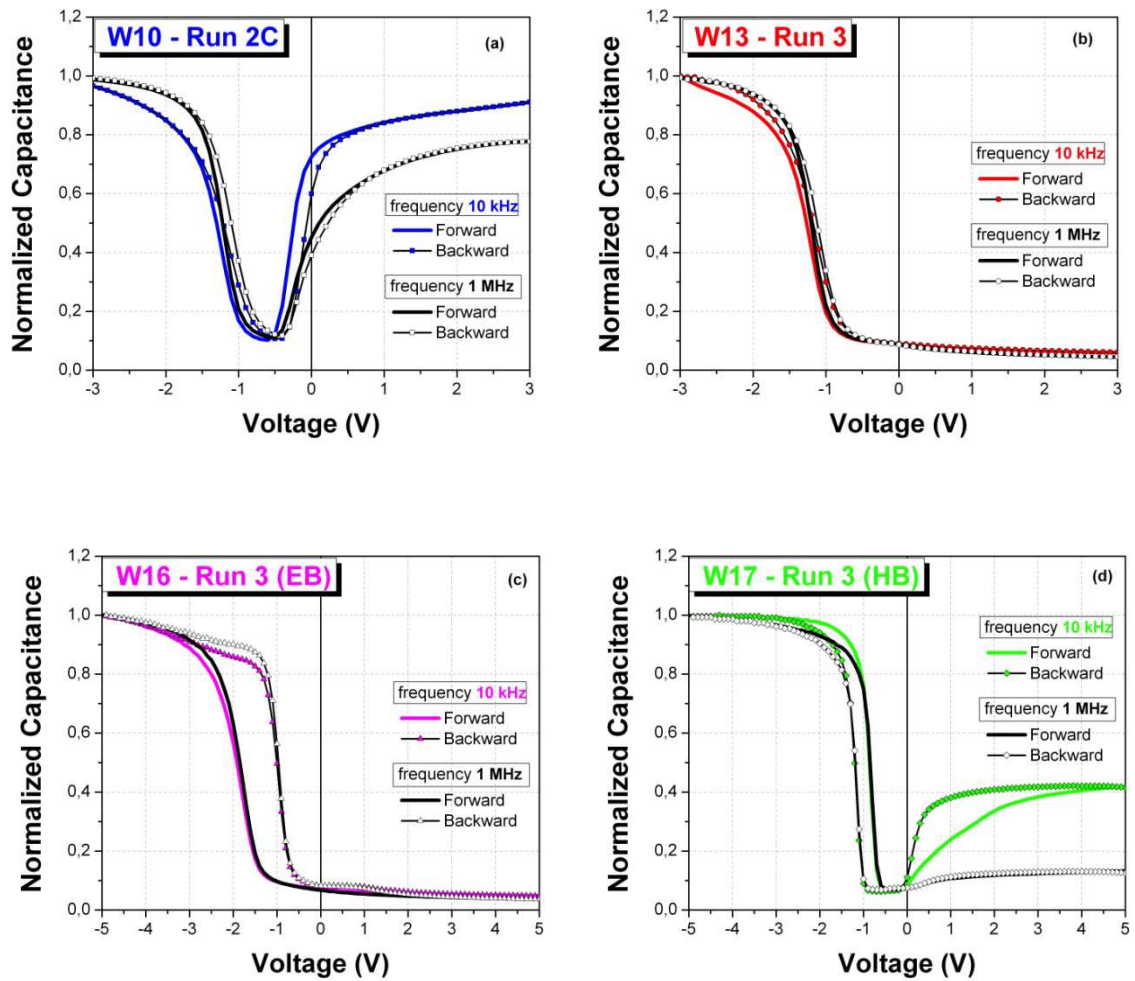 W10 - Run 2C
(a)
Normalized Capacitance
1,2
1,0
0,8
0,6
0,4
0,2
0,0
frequency 10 kHz
Forward
Backward
frequency 1 MHz
Forward
Backward
-3 -2 -1 0 1 2 3
Voltage (V)
W13 - Run 3
(b)
Normalized Capacitance
1,2
1,0
0,8
0,6
0,4
0,2
0,0
frequency 10 kHz
Forward
Backward
frequency 1 MHz
Forward
Backward
-3 -2 -1 0 1 2 3
Voltage (V)
W16 - Run 3 (EB)
(c)
Normalized Capacitance
1,2
1,0
0,8
0,6
0,4
0,2
0,0
frequency 10 kHz
Forward
Backward
frequency 1 MHz
Forward
Backward
-5 -4 -3 -2 -1 0 1 2 3 4 5
Voltage (V)
W17 - Run 3 (HB)
(d)
Normalized Capacitance
1,2
1,0
0,8
0,6
0,4
0,2
0,0
frequency 10 kHz
Forward
Backward
frequency 1 MHz
Forward
Backward
-5 -4 -3 -2 -1 0 1 2 3 4 5
Voltage (V)